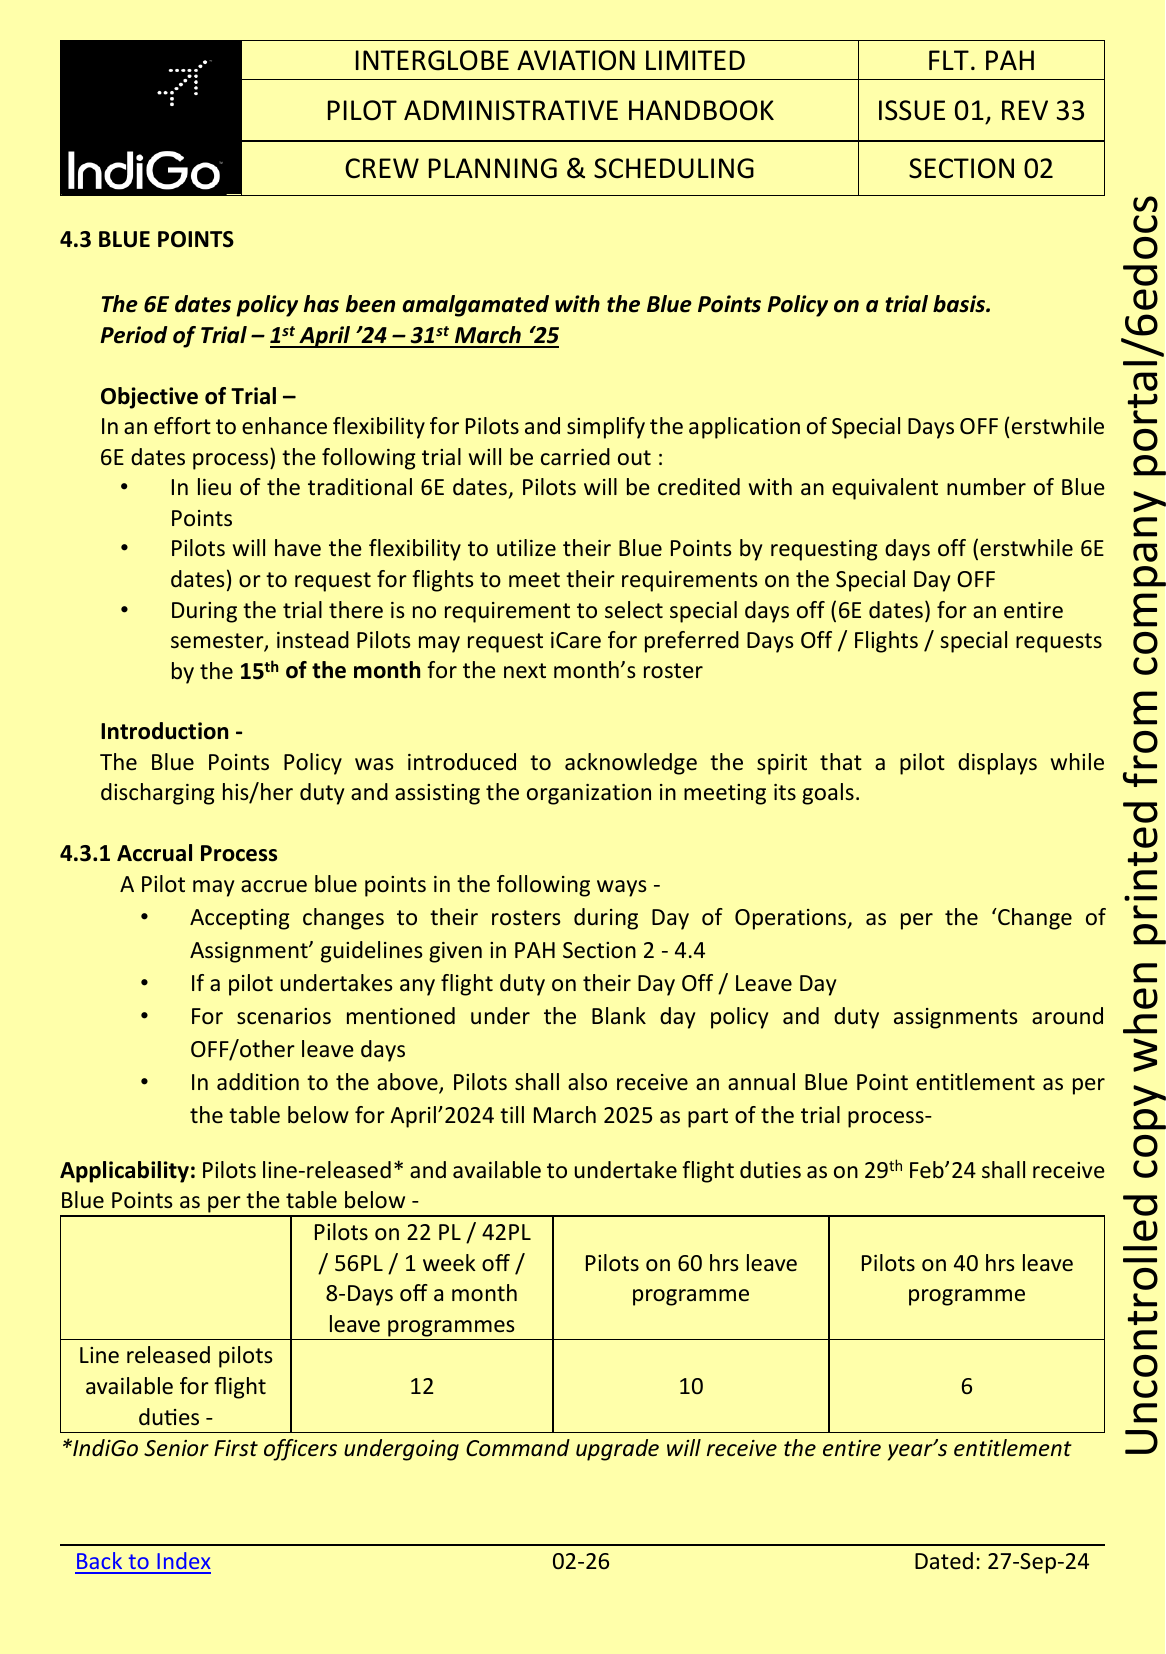 IndiGo
INTERGLOBE AVIATION LIMITED
FLT. PAH
PILOT ADMINISTRATIVE HANDBOOK
ISSUE 01, REV 33
CREW PLANNING & SCHEDULING
SECTION 02
4.3 BLUE POINTS
The 6E dates policy has been amalgamated with the Blue Points Policy on a trial basis.
Period of Trial – 1st April ’24 – 31st March ‘25
Objective of Trial –
In an effort to enhance flexibility for Pilots and simplify the application of Special Days OFF (erstwhile
6E dates process) the following trial will be carried out :
• In lieu of the traditional 6E dates, Pilots will be credited with an equivalent number of Blue
Points
• Pilots will have the flexibility to utilize their Blue Points by requesting days off (erstwhile 6E
dates) or to request for flights to meet their requirements on the Special Day OFF
• During the trial there is no requirement to select special days off (6E dates) for an entire
semester, instead Pilots may request iCare for preferred Days Off / Flights / special requests
by the 15th of the month for the next month’s roster
Introduction -
The Blue Points Policy was introduced to acknowledge the spirit that a pilot displays while
discharging his/her duty and assisting the organization in meeting its goals.
4.3.1 Accrual Process
A Pilot may accrue blue points in the following ways -
• Accepting changes to their rosters during Day of Operations, as per the ‘Change of
Assignment’ guidelines given in PAH Section 2 - 4.4
• If a pilot undertakes any flight duty on their Day Off / Leave Day
• For scenarios mentioned under the Blank day policy and duty assignments around
OFF/other leave days
• In addition to the above, Pilots shall also receive an annual Blue Point entitlement as per
the table below for April’2024 till March 2025 as part of the trial process-
Applicability: Pilots line-released* and available to undertake flight duties as on 29th Feb’24 shall receive
Blue Points as per the table below -
Pilots on 22 PL / 42PL
/ 56PL / 1 week off /
8-Days off a month
leave programmes
Pilots on 60 hrs leave
programme
Pilots on 40 hrs leave
programme
Line released pilots
available for flight
duties -
12
10
6
*IndiGo Senior First officers undergoing Command upgrade will receive the entire year’s entitlement
Back to Index
02-26
Dated: 27-Sep-24
Uncontrolled copy when printed from company portal/6edocs